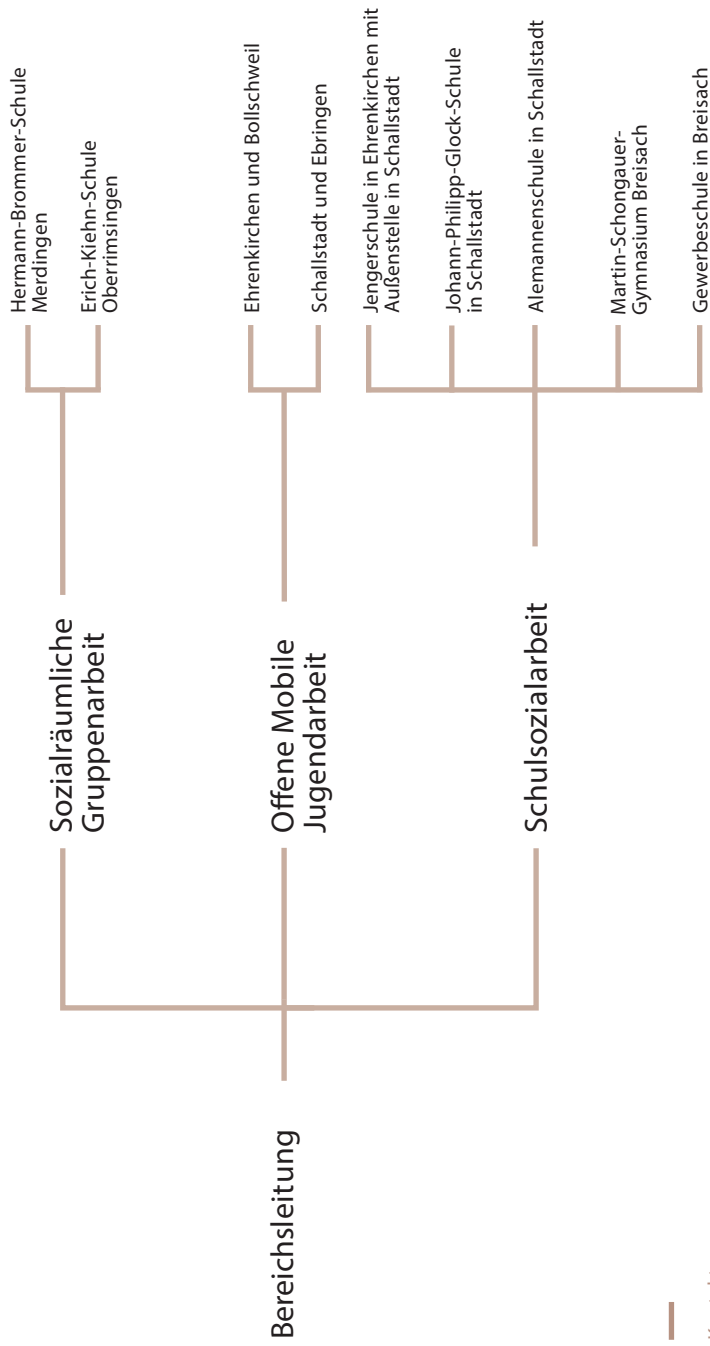 Bereichsleitung
Sozialräumliche
Gruppenarbeit
Hermann-Brommer-Schule
Merdingen
Erich-Kiehn-Schule
Oberrimsingen
Offene Mobile
Jugendarbeit
Ehrenkirchen und Bollschweil
Schallstadt und Ebringen
Schulsozialarbeit
Jengerschule in Ehrenkirchen mit
Außenstelle in Schallstadt
Johann-Philipp-Glock-Schule
in Schallstadt
Alemannenschule in Schallstadt
Martin-Schongauer-
Gymnasium Breisach
Gewerbeschule in Breisach